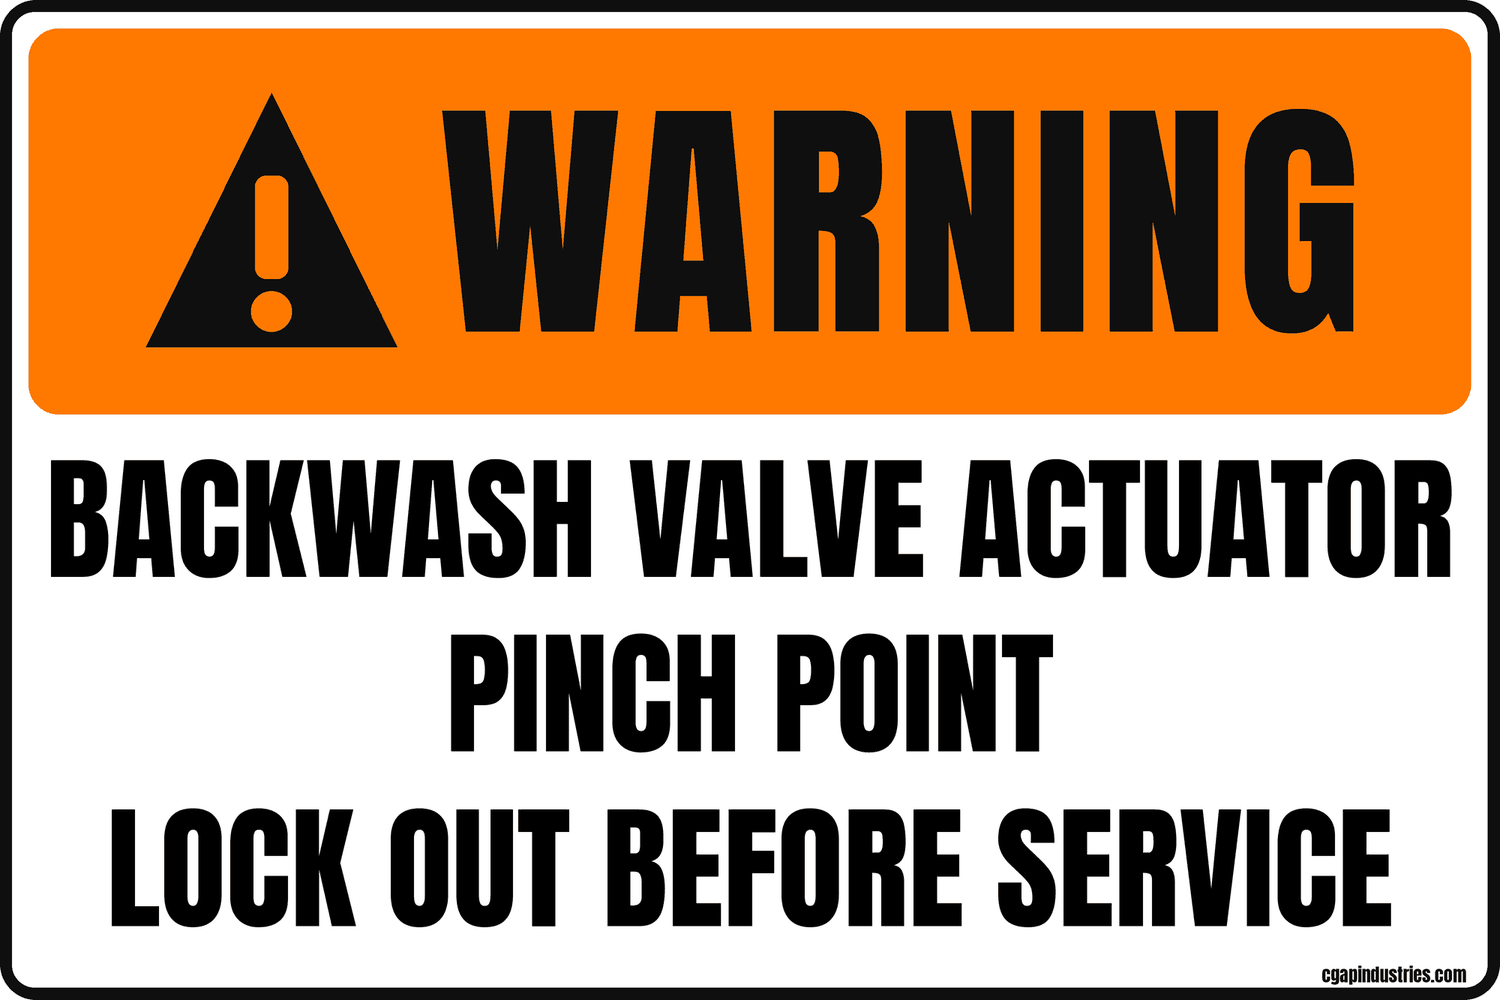 WARNING
BACKWASH VALVE ACTUATOR
PINCH POINT
LOCK OUT BEFORE SERVICE
cgapindustries.com